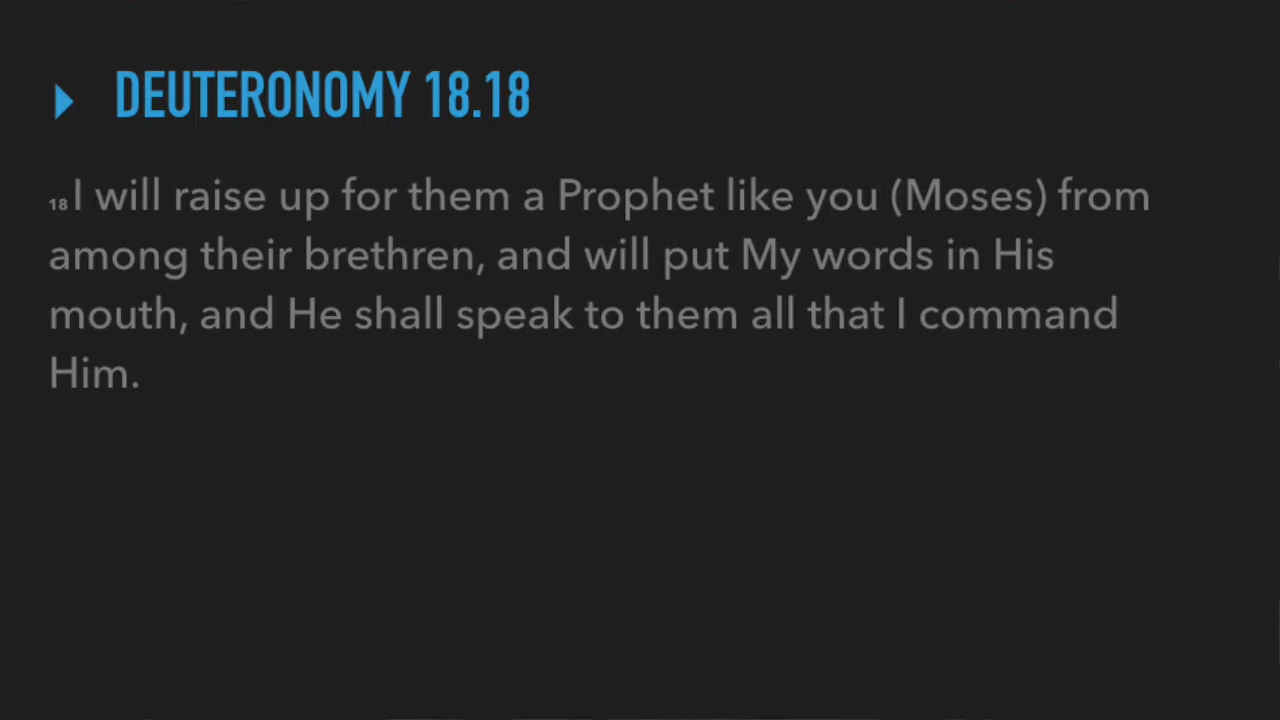 DEUTERONOMY 18.18
18 I will raise up for them a Prophet like you (Moses) from
among their brethren, and will put My words in His
mouth, and He shall speak to them all that I command
Him.